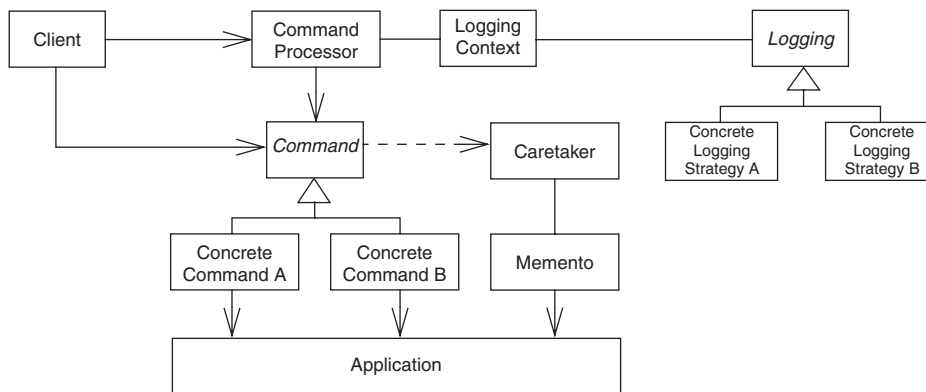 Client
Command
Processor
Logging
Context
Logging
Command
Caretaker
Concrete
Logging
Strategy A
Concrete
Logging
Strategy B
Concrete
Command A
Concrete
Command B
Memento
Application